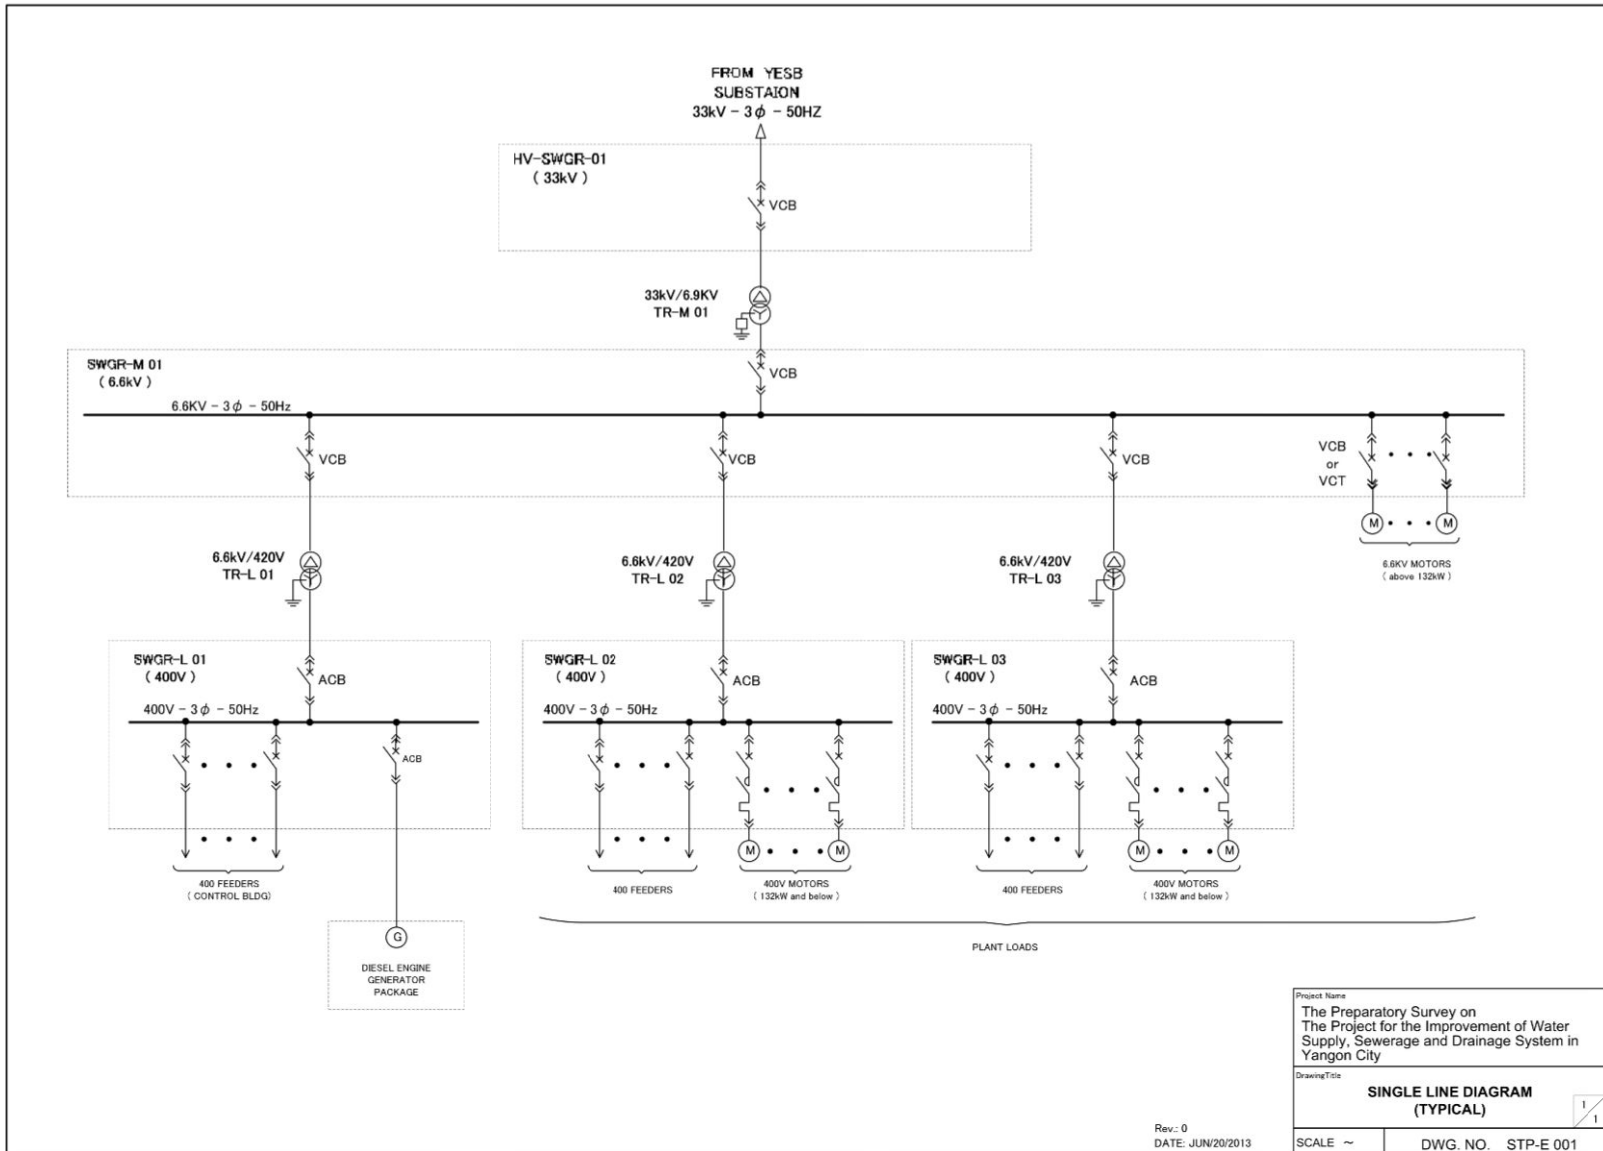 FROM YESB
SUBSTAION
33kV - 3ϕ - 50HZ
HV-SWGR-01
( 33kV )
VCB
33kV/6.9KV
TR-M 01
SWGR-M 01
( 6.6kV )
VCB
6.6KV - 3ϕ - 50Hz
VCB
VCB
VCB
VCB
or
VCT
M
M
6.6KV MOTORS
( above 132kW )
6.6kV/420V
TR-L 01
6.6kV/420V
TR-L 02
6.6kV/420V
TR-L 03
SWGR-L 01
( 400V )
ACB
400V - 3ϕ - 50Hz
ACB
400 FEEDERS
( CONTROL BLDG)
G
DIESEL ENGINE
GENERATOR
PACKAGE
SWGR-L 02
( 400V )
ACB
400V - 3ϕ - 50Hz
M
M
400 FEEDERS
400V MOTORS
( 132kW and below )
SWGR-L 03
( 400V )
ACB
400V - 3ϕ - 50Hz
M
M
400 FEEDERS
400V MOTORS
( 132kW and below )
PLANT LOADS
Project Name
The Preparatory Survey on
The Project for the Improvement of Water
Supply, Sewerage and Drainage System in
Yangon City
DrawingTitle
SINGLE LINE DIAGRAM
(TYPICAL)
1/1
Rev.: 0
DATE: JUN/20/2013
SCALE ~
DWG. NO. STP-E 001